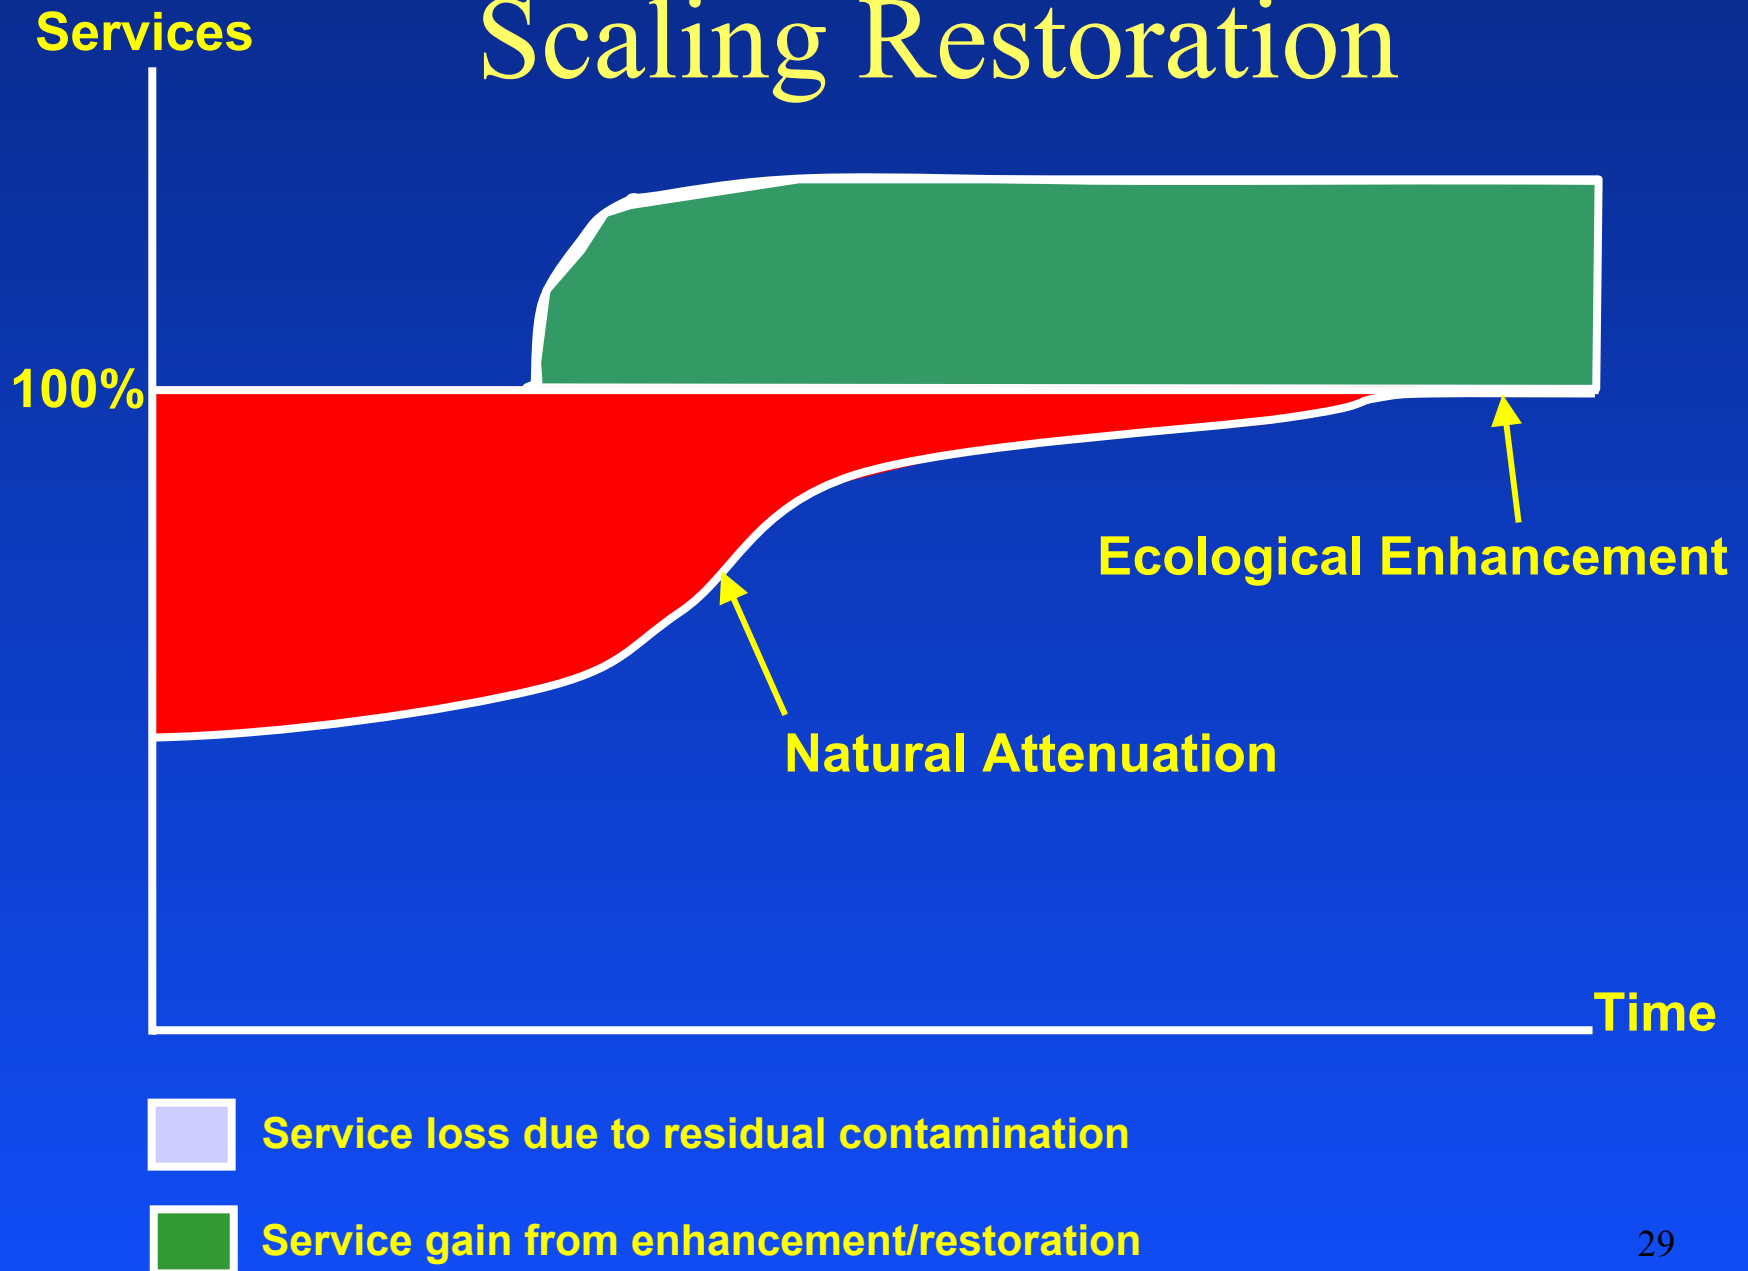 Scaling Restoration
Services
100%
Ecological Enhancement
Natural Attenuation
Time
Service loss due to residual contamination
Service gain from enhancement/restoration
29